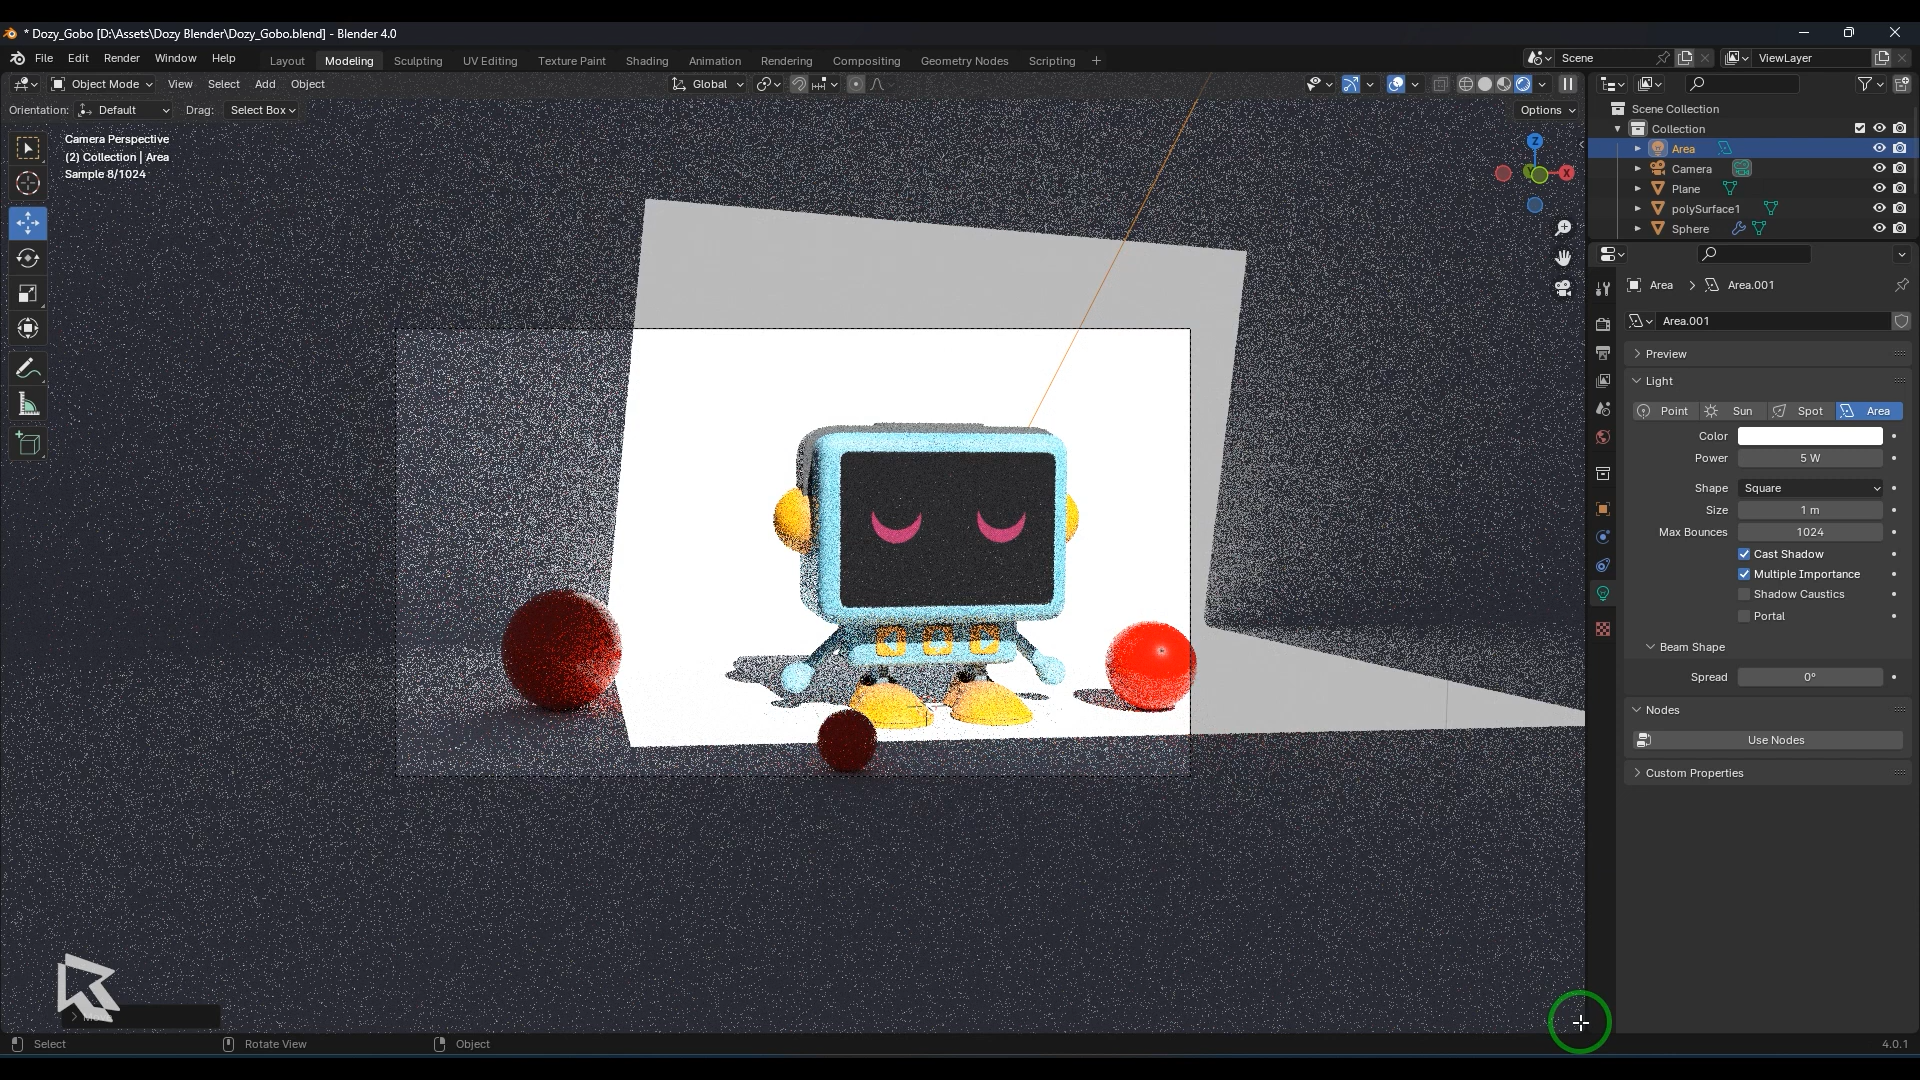 * Dozy_Gobo [D:\Assets\Dozy Blender\Dozy_Gobo.blend] - Blender 4.0
File Edit Render Window Help Layout Modeling Sculpting UV Editing Texture Paint Shading Animation Rendering Compositing Geometry Nodes Scripting + Scene ViewLayer
Object Mode View Select Add Object Global
Orientation: Default Drag: Select Box Options
Camera Perspective
(2) Collection | Area
Sample 8/1024
Z
X
Scene Collection
Collection
Area
Camera
Plane
polySurface1
Sphere
Area > Area.001
Area.001
Preview
Light
Point Sun Spot Area
Color
Power 5 W
Shape Square
Size 1 m
Max Bounces 1024
Cast Shadow
Multiple Importance
Shadow Caustics
Portal
Beam Shape
Spread 0°
Nodes
Use Nodes
Custom Properties
Select Rotate View Object 4.0.1